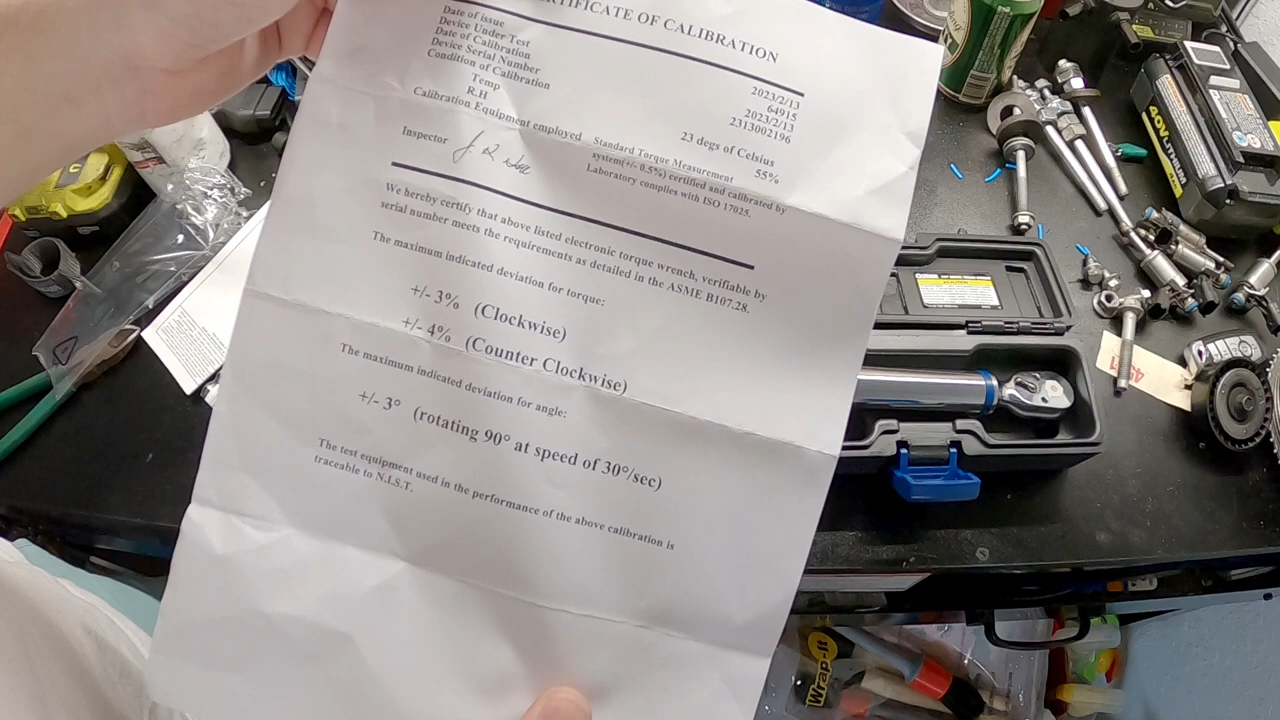 CERTIFICATE OF CALIBRATION
Date of issue 2023/2/13
Device Under Test 64915
Date of Calibration 2023/2/13
Device Serial Number 2313002196
Condition of Calibration
Temp 23 degs of Celsius
R.H 55%
Calibration Equipment employed Standard Torque Measurement
system(+/- 0.5%) certified and calibrated by
Laboratory complies with ISO 17025.
Inspector
We hereby certify that above listed electronic torque wrench, verifiable by
serial number meets the requirements as detailed in the ASME B107.28.
The maximum indicated deviation for torque:
+/- 3% (Clockwise)
+/- 4% (Counter Clockwise)
The maximum indicated deviation for angle:
+/- 3° (rotating 90° at speed of 30°/sec)
The test equipment used in the performance of the above calibration is
traceable to N.I.S.T.
40V LITHIUM
CAUTION
Wrap-It